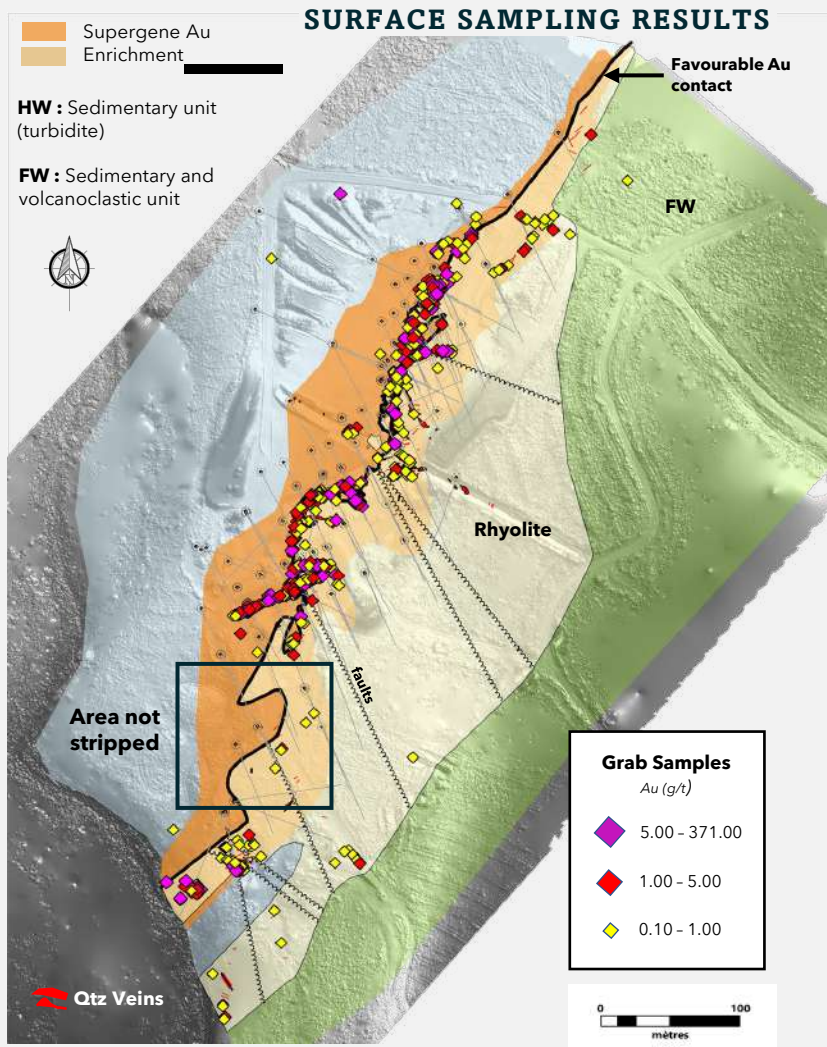 SURFACE SAMPLING RESULTS
Supergene Au
Enrichment
HW : Sedimentary unit
(turbidite)
FW : Sedimentary and
volcanoclastic unit
N
Favourable Au
contact
FW
Rhyolite
faults
Area not
stripped
Grab Samples
Au (g/t)
5.00 – 371.00
1.00 – 5.00
0.10 – 1.00
Qtz Veins
0 100
mètres